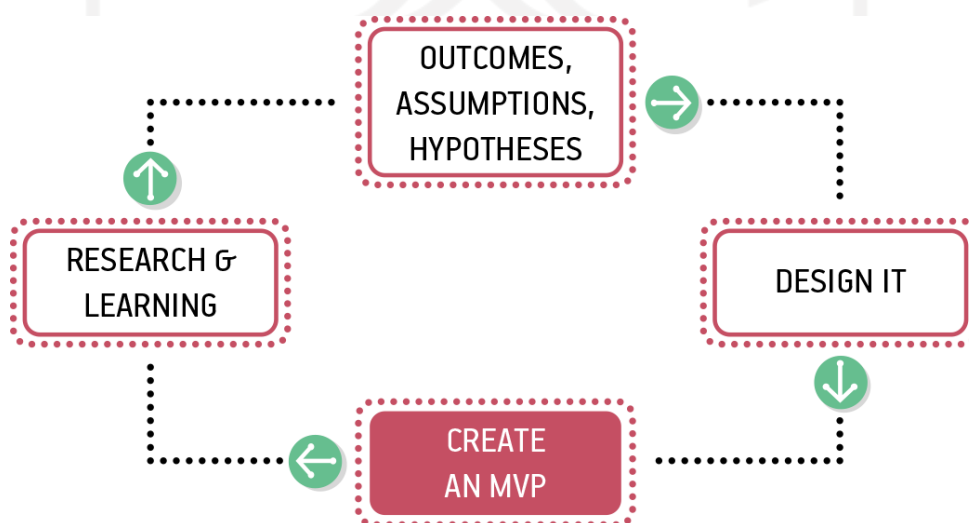 OUTCOMES,
ASSUMPTIONS,
HYPOTHESES
RESEARCH &
LEARNING
DESIGN IT
CREATE
AN MVP